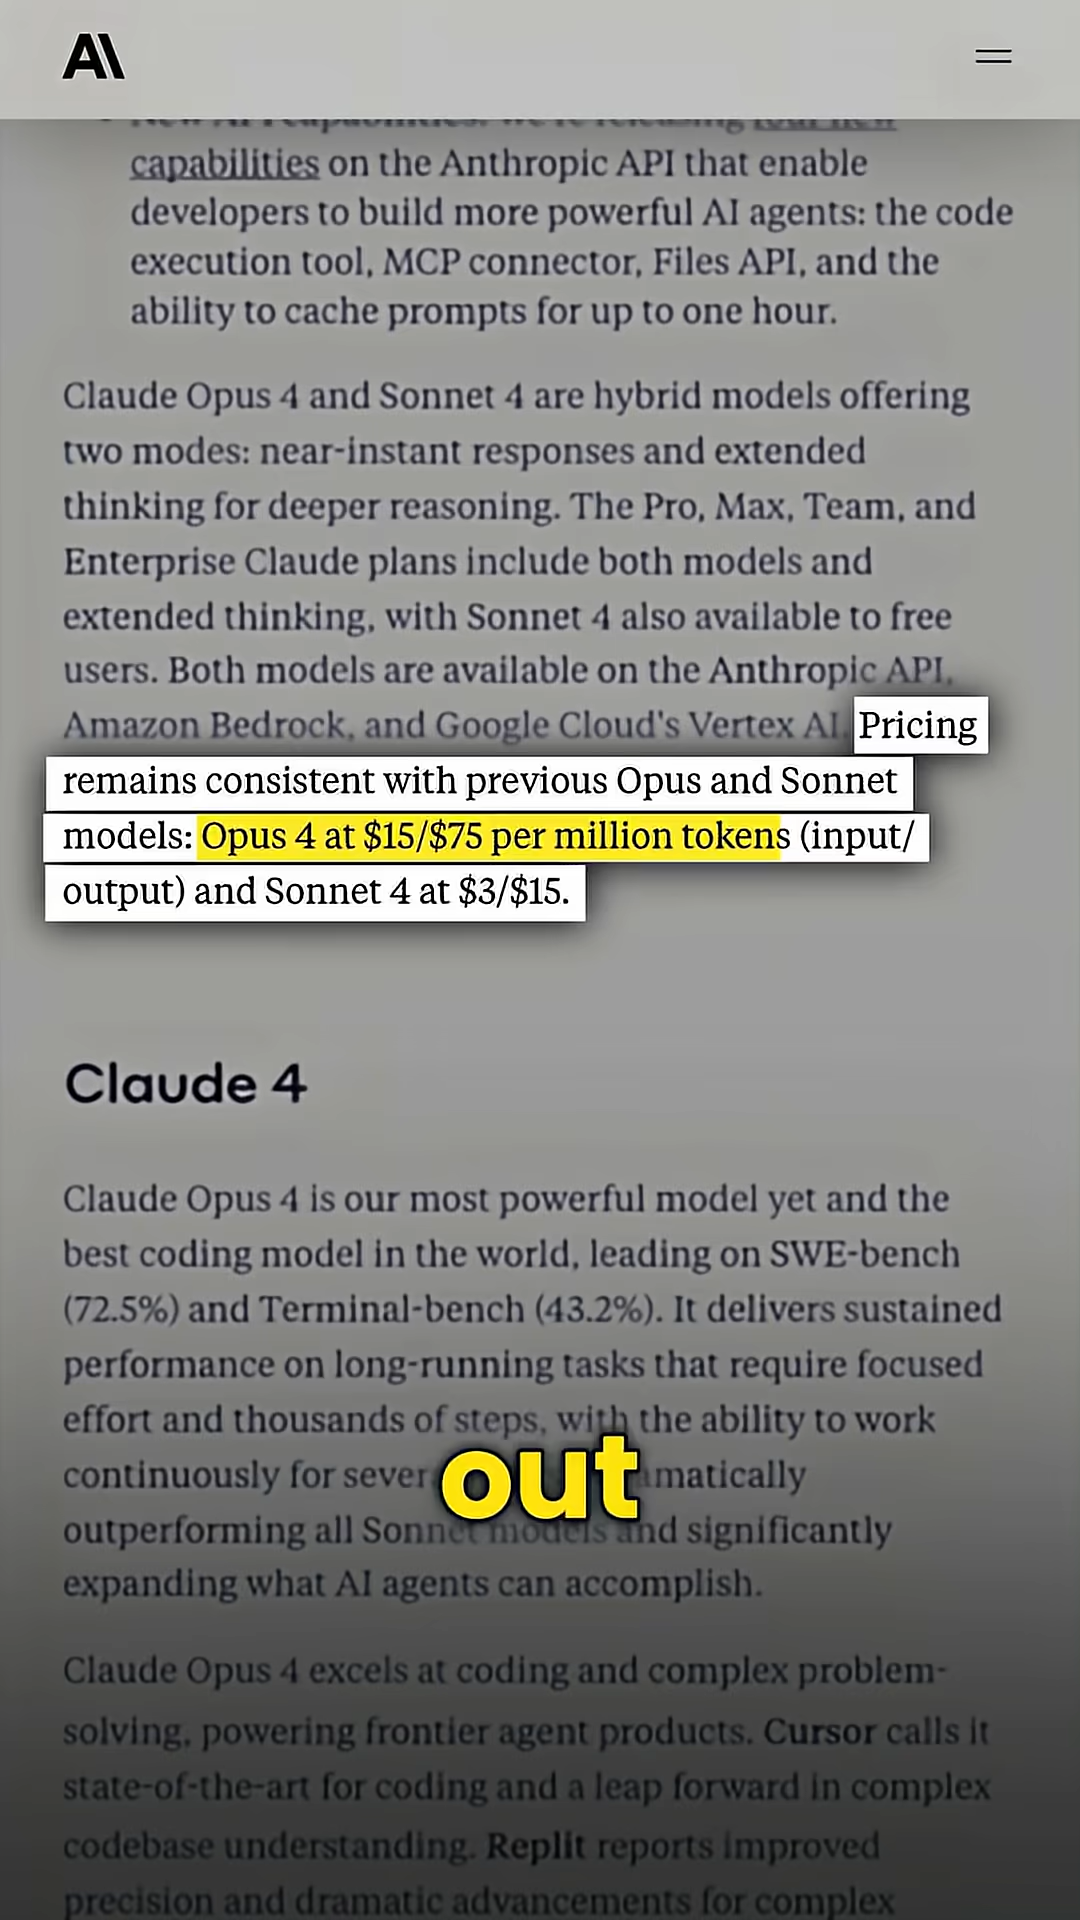 A\
capabilities on the Anthropic API that enable
developers to build more powerful AI agents: the code
execution tool, MCP connector, Files API, and the
ability to cache prompts for up to one hour.
Claude Opus 4 and Sonnet 4 are hybrid models offering
two modes: near-instant responses and extended
thinking for deeper reasoning. The Pro, Max, Team, and
Enterprise Claude plans include both models and
extended thinking, with Sonnet 4 also available to free
users. Both models are available on the Anthropic API,
Amazon Bedrock, and Google Cloud's Vertex AI. Pricing
remains consistent with previous Opus and Sonnet
models: Opus 4 at $15/$75 per million tokens (input/
output) and Sonnet 4 at $3/$15.
Claude 4
Claude Opus 4 is our most powerful model yet and the
best coding model in the world, leading on SWE-bench
(72.5%) and Terminal-bench (43.2%). It delivers sustained
performance on long-running tasks that require focused
effort and thousands of steps, with the ability to work
continuously for sever amatically
out
outperforming all Sonnet models and significantly
expanding what AI agents can accomplish.
Claude Opus 4 excels at coding and complex problem-
solving, powering frontier agent products. Cursor calls it
state-of-the-art for coding and a leap forward in complex
codebase understanding. Replit reports improved
precision and dramatic advancements for complex